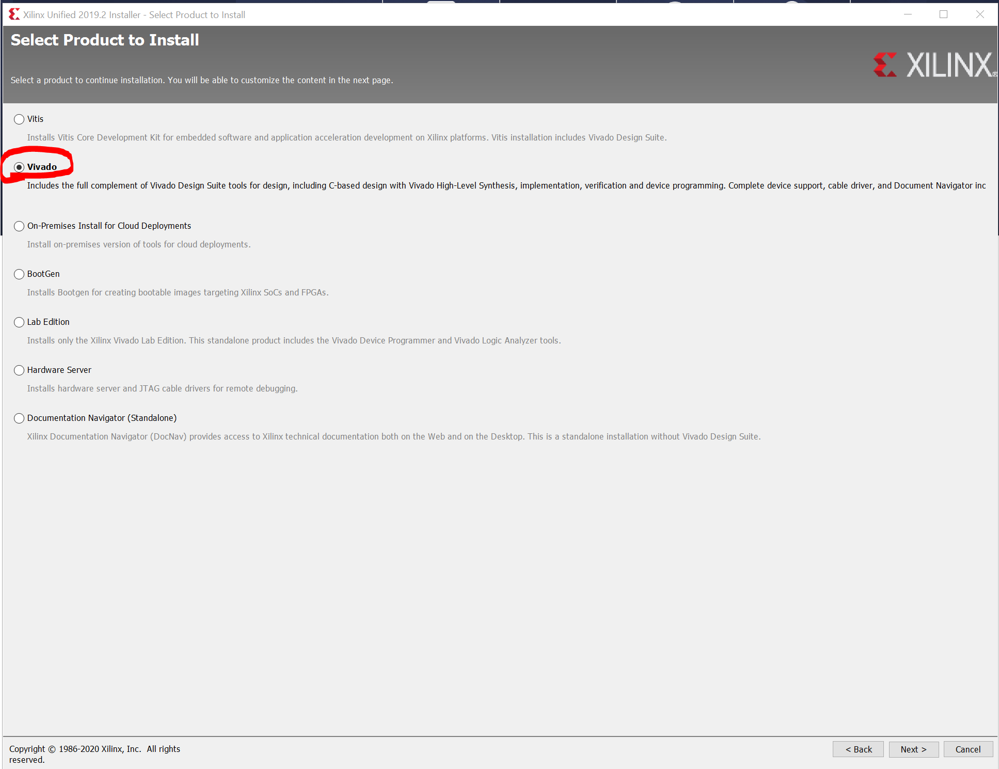 Xilinx Unified 2019.2 Installer - Select Product to Install
Select Product to Install
XILINX®
Select a product to continue installation. You will be able to customize the content in the next page.
Vitis
Installs Vitis Core Development Kit for embedded software and application acceleration development on Xilinx platforms. Vitis installation includes Vivado Design Suite.
Vivado
Includes the full complement of Vivado Design Suite tools for design, including C-based design with Vivado High-Level Synthesis, implementation, verification and device programming. Complete device support, cable driver, and Document Navigator inc
On-Premises Install for Cloud Deployments
Install on-premises version of tools for cloud deployments.
BootGen
Installs Bootgen for creating bootable images targeting Xilinx SoCs and FPGAs.
Lab Edition
Installs only the Xilinx Vivado Lab Edition. This standalone product includes the Vivado Device Programmer and Vivado Logic Analyzer tools.
Hardware Server
Installs hardware server and JTAG cable drivers for remote debugging.
Documentation Navigator (Standalone)
Xilinx Documentation Navigator (DocNav) provides access to Xilinx technical documentation both on the Web and on the Desktop. This is a standalone installation without Vivado Design Suite.
Copyright © 1986-2020 Xilinx, Inc. All rights
reserved.
< Back
Next >
Cancel